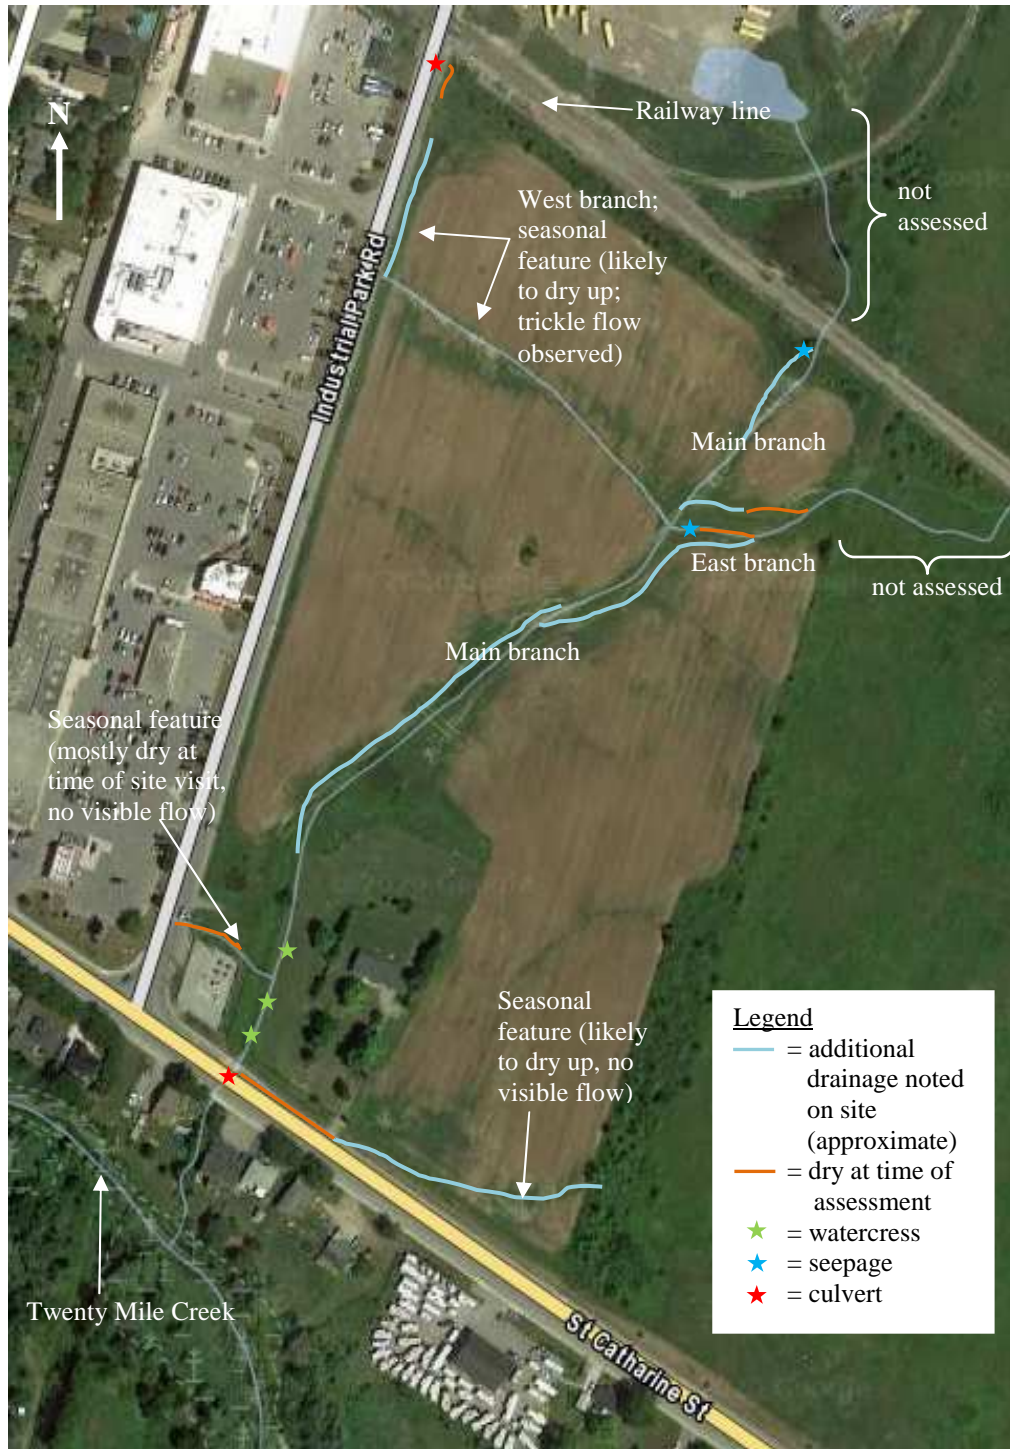 N
Railway line
not
assessed
West branch;
seasonal
feature (likely
to dry up;
trickle flow
observed)
Industrial Park Rd
Main branch
East branch
not assessed
Main branch
Seasonal feature
(mostly dry at
time of site visit,
no visible flow)
Seasonal
feature (likely
to dry up, no
visible flow)
Legend
= additional
drainage noted
on site
(approximate)
= dry at time of
assessment
= watercress
= seepage
= culvert
Twenty Mile Creek
St Catharine St